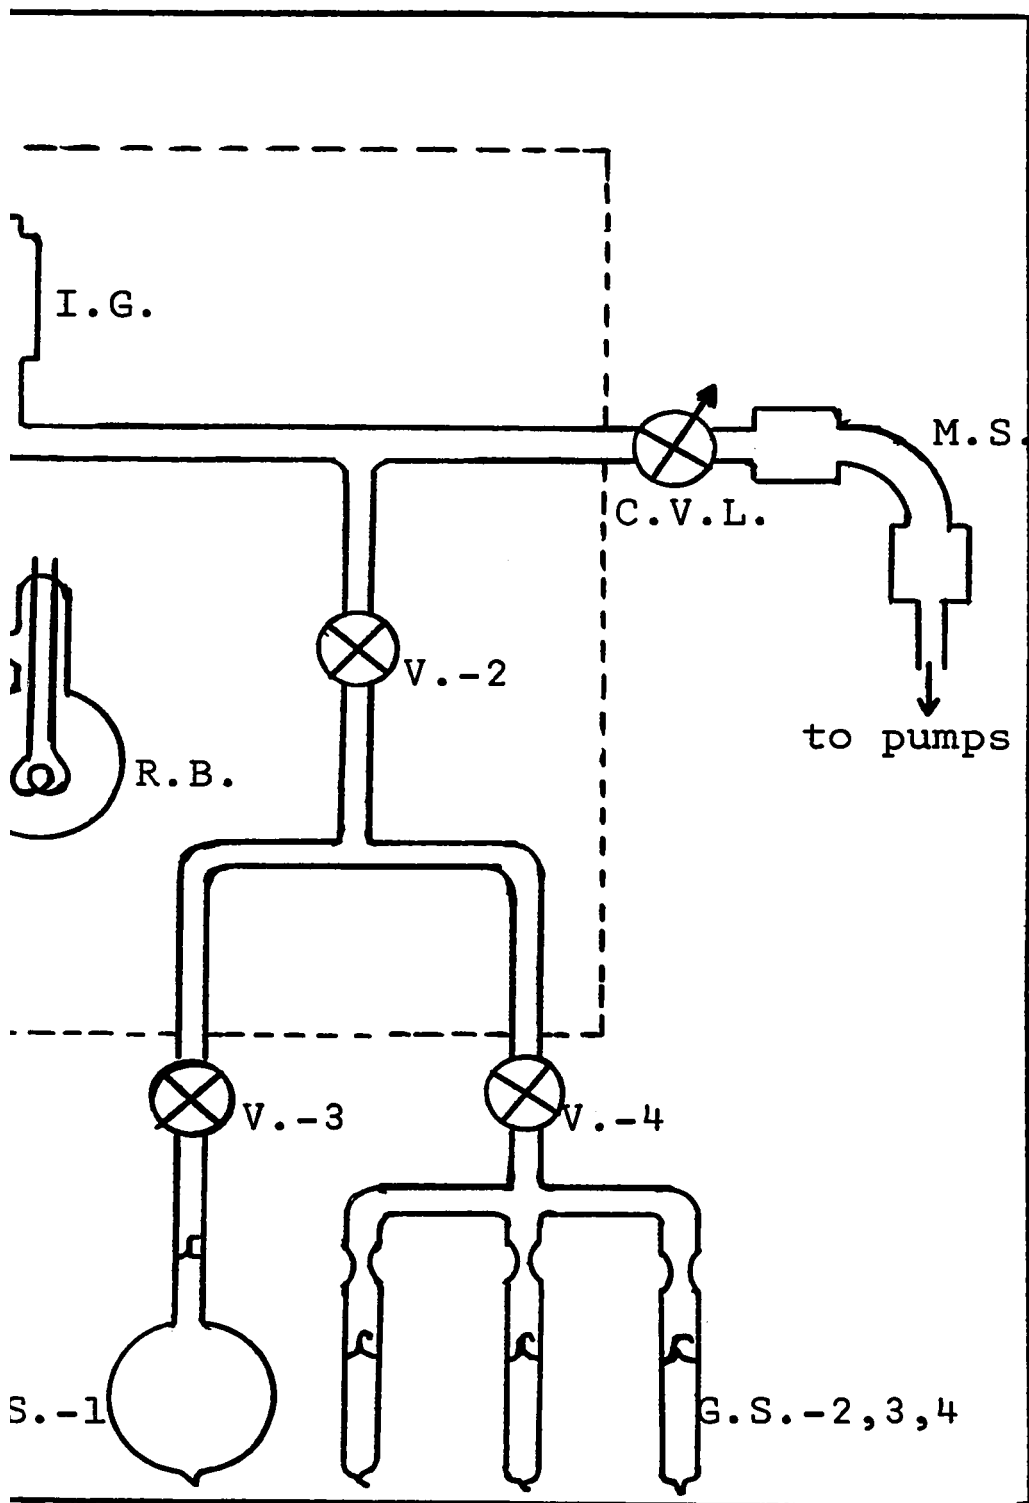 I.G.
M.S.
C.V.L.
V.-2
to pumps
R.B.
V.-3
V.-4
S.-1
G.S.-2,3,4